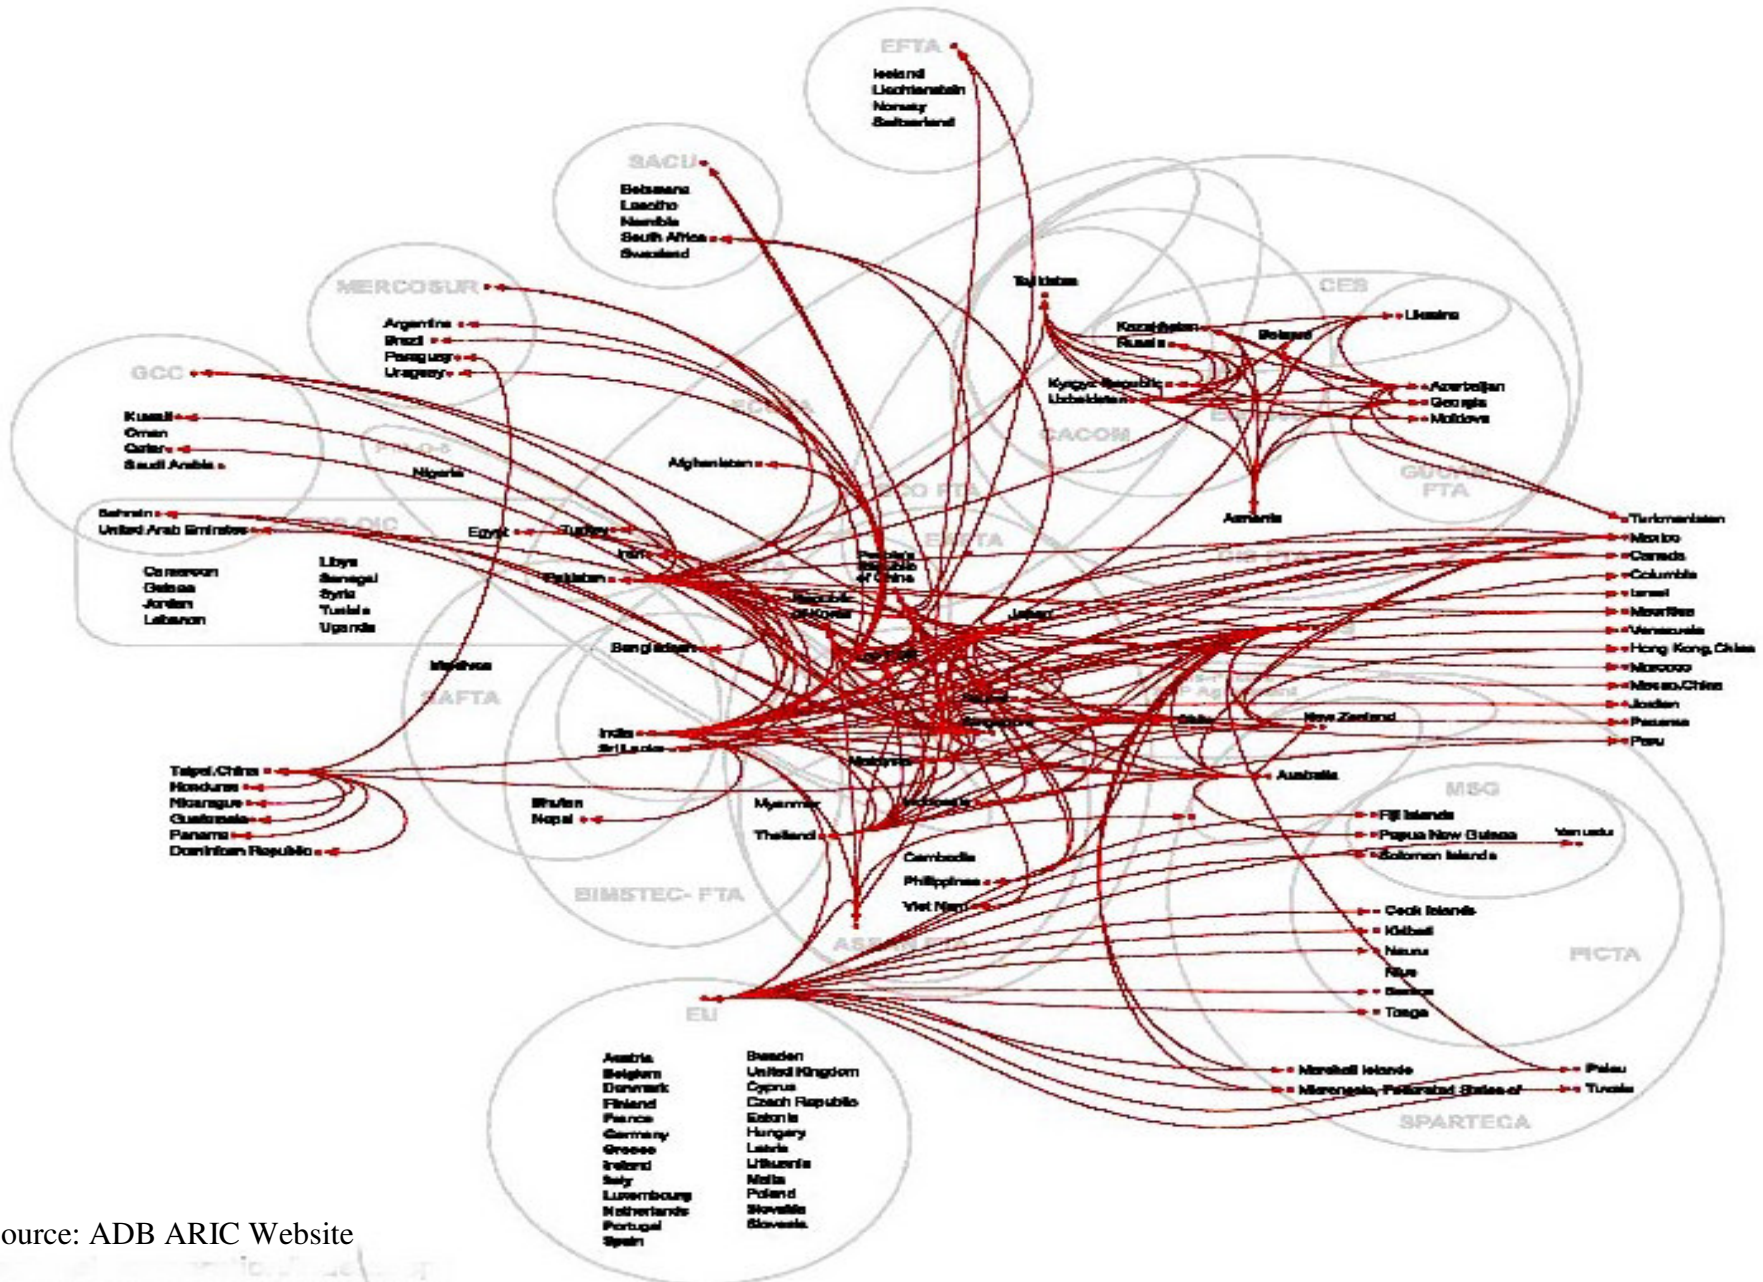 EFTA
Iceland
Liechtenstein
Norway
Switzerland
SACU
Botswana
Lesotho
Namibia
South Africa
Swaziland
MERCOSUR
Argentina
Brazil
Paraguay
Uruguay
GCC
Kuwait
Oman
Qatar
Saudi Arabia
Bahrain
United Arab Emirates
Cameroon
Guinea
Jordan
Lebanon
Libya
Senegal
Syria
Tunisia
Uganda
Nigeria
Egypt
Turkey
Iran
Pakistan
Afghanistan
Bangladesh
Maldives
SAFTA
India
Sri Lanka
Bhutan
Nepal
BIMSTEC- FTA
Taipei,China
Honduras
Nicaragua
Guatemala
Panama
Dominican Republic
Tajikistan
Kazakhstan
Russia
Belarus
Kyrgyz Republic
Uzbekistan
CACOM
CES
Ukraine
Azerbaijan
Georgia
Moldova
FTA
Armenia
People's
Republic
of China
Republic
of Korea
Japan
Singapore
Malaysia
Myanmar
Thailand
Indonesia
Cambodia
Philippines
Viet Nam
New Zealand
Australia
Turkmenistan
Mexico
Canada
Columbia
Israel
Mauritius
Venezuela
Hong Kong,China
Morocco
Macao,China
Jordan
Panama
Peru
MSG
Fiji Islands
Papua New Guinea
Vanuatu
Solomon Islands
Cook Islands
Kiribati
Nauru
Niue
Samoa
Tonga
PICTA
Marshall Islands
Micronesia, Federated States of
Palau
Tuvalu
SPARTECA
EU
Austria
Belgium
Denmark
Finland
France
Germany
Greece
Ireland
Italy
Luxembourg
Netherlands
Portugal
Spain
Sweden
United Kingdom
Cyprus
Czech Republic
Estonia
Hungary
Latvia
Lithuania
Malta
Poland
Slovakia
Slovenia
ource: ADB ARIC Website